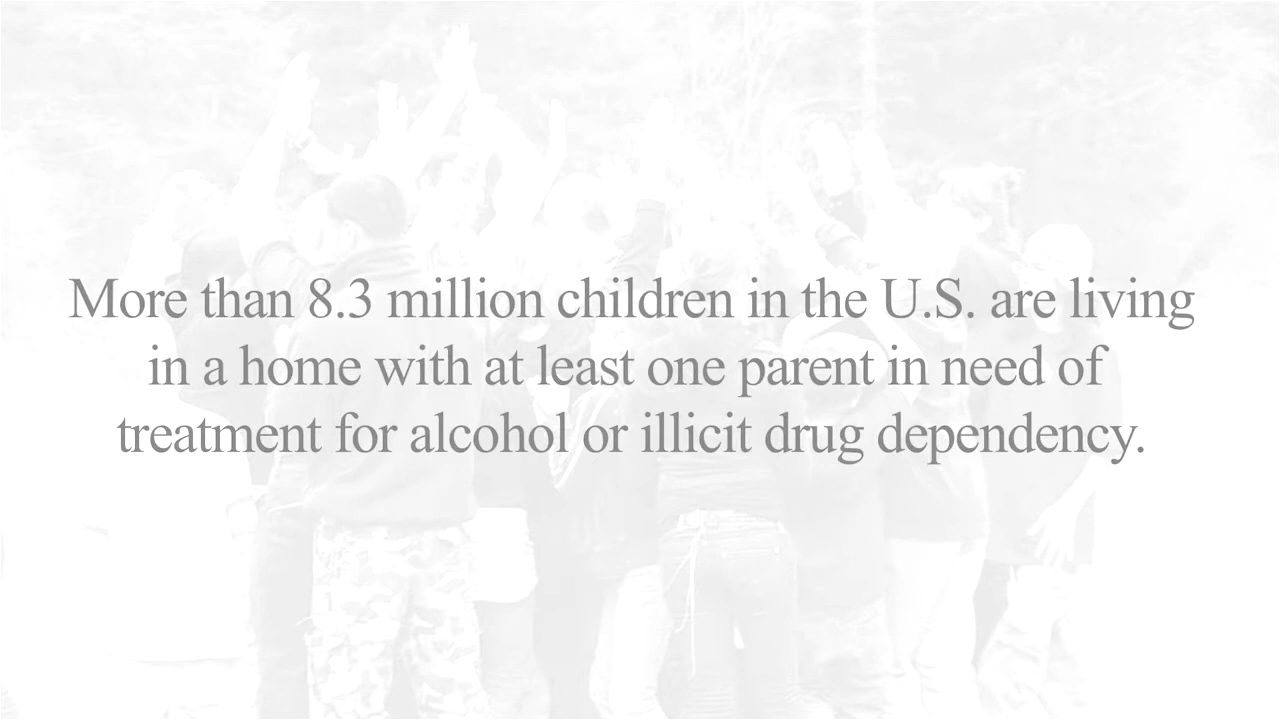 More than 8.3 million children in the U.S. are living
in a home with at least one parent in need of
treatment for alcohol or illicit drug dependency.